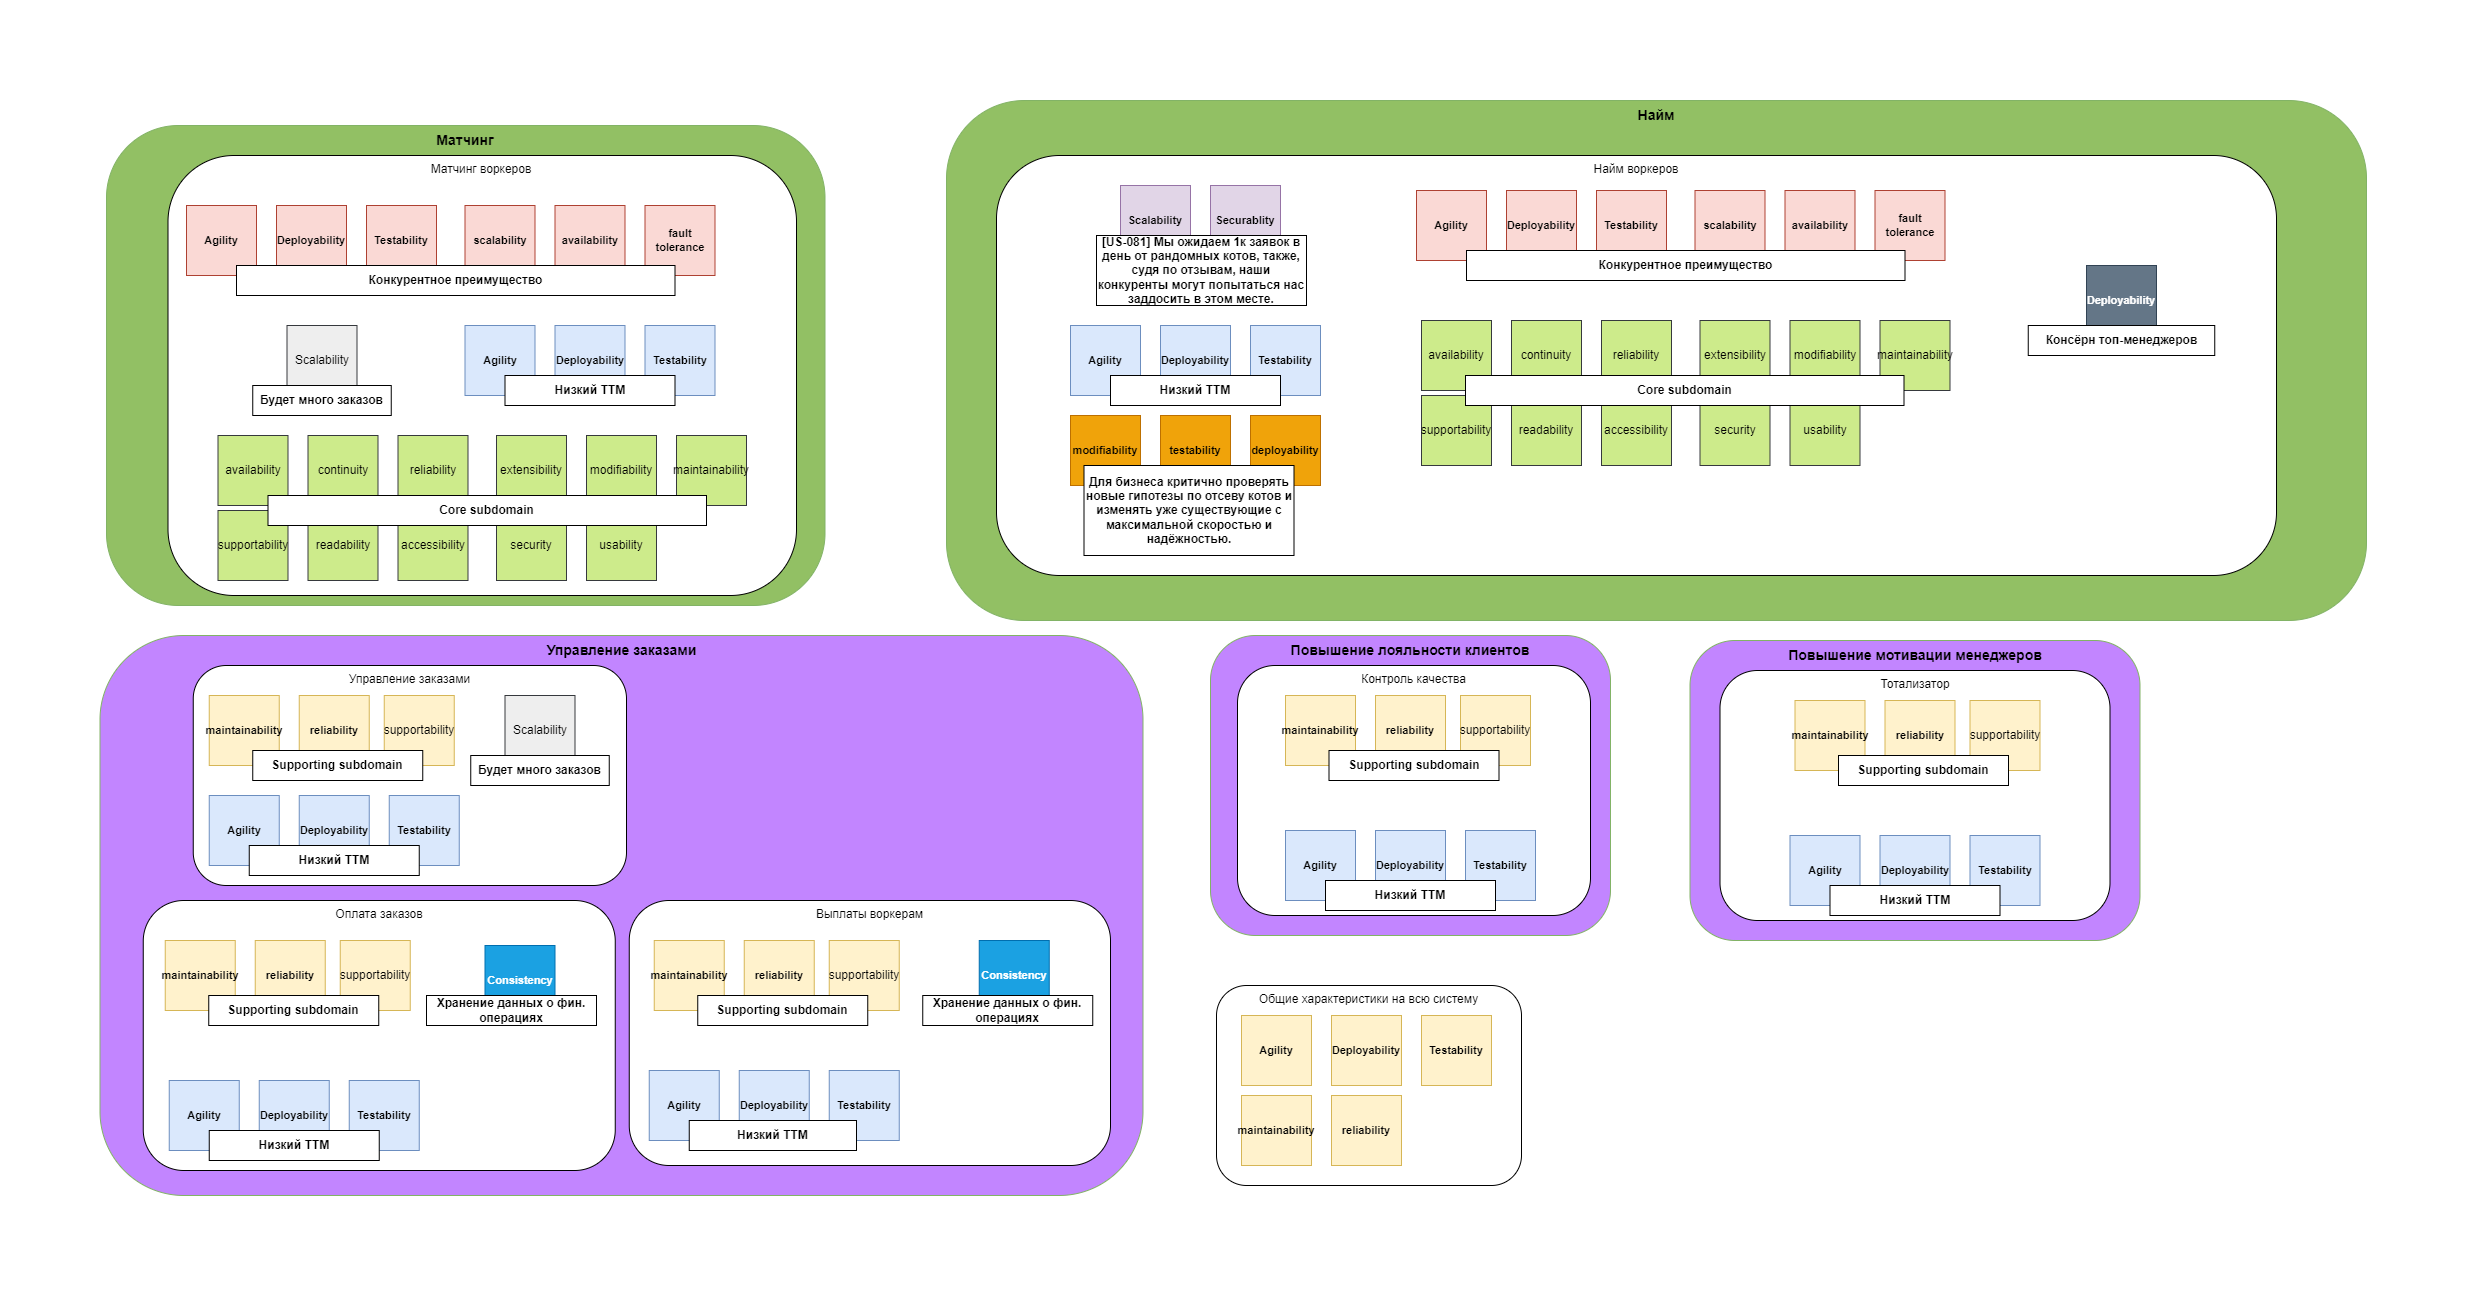 Матчинг
Матчинг воркеров
Agility
Deployability
Testability
scalability
availability
fault
tolerance
Конкурентное преимущество
Scalability
Будет много заказов
Agility
Deployability
Testability
Низкий TTM
availability
continuity
reliability
extensibility
modifiability
maintainability
Core subdomain
supportability
readability
accessibility
security
usability
Найм
Найм воркеров
Scalability
Securablity
[US-081] Мы ожидаем 1к заявок в
день от рандомных котов, также,
судя по отзывам, наши
конкуренты могут попытаться нас
заддосить в этом месте.
Agility
Deployability
Testability
Низкий TTM
modifiability
testability
deployability
Для бизнеса критично проверять
новые гипотезы по отсеву котов и
изменять уже существующие с
максимальной скоростью и
надёжностью.
Agility
Deployability
Testability
scalability
availability
fault
tolerance
Конкурентное преимущество
availability
continuity
reliability
extensibility
modifiability
maintainability
Core subdomain
supportability
readability
accessibility
security
usability
Deployability
Консёрн топ-менеджеров
Управление заказами
Управление заказами
maintainability
reliability
supportability
Supporting subdomain
Scalability
Будет много заказов
Agility
Deployability
Testability
Низкий TTM
Оплата заказов
maintainability
reliability
supportability
Supporting subdomain
Consistency
Хранение данных о фин.
операциях
Agility
Deployability
Testability
Низкий TTM
Выплаты воркерам
maintainability
reliability
supportability
Supporting subdomain
Consistency
Хранение данных о фин.
операциях
Agility
Deployability
Testability
Низкий TTM
Повышение лояльности клиентов
Контроль качества
maintainability
reliability
supportability
Supporting subdomain
Agility
Deployability
Testability
Низкий TTM
Повышение мотивации менеджеров
Тотализатор
maintainability
reliability
supportability
Supporting subdomain
Agility
Deployability
Testability
Низкий TTM
Общие характеристики на всю систему
Agility
Deployability
Testability
maintainability
reliability